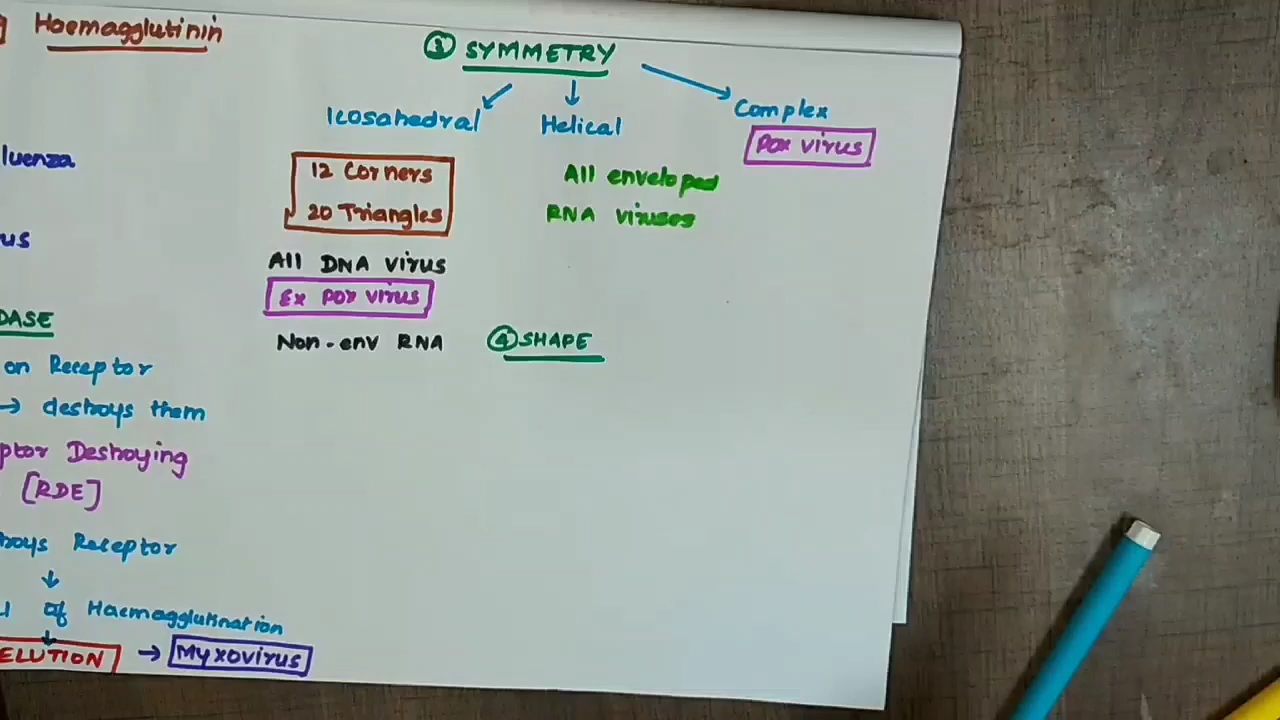 Haemagglutinin
luenza
us
DASE
on Receptor
→ destroys them
ptor Destroying
[RDE]
troys Receptor
↓
of Haemagglutination
↓
ELUTION → Myxovirus
③ SYMMETRY
Icosahedral
12 Corners
20 Triangles
All DNA virus
Ex pox virus
Non-env RNA
Helical
All enveloped
RNA viruses
Complex
Pox virus
④ SHAPE